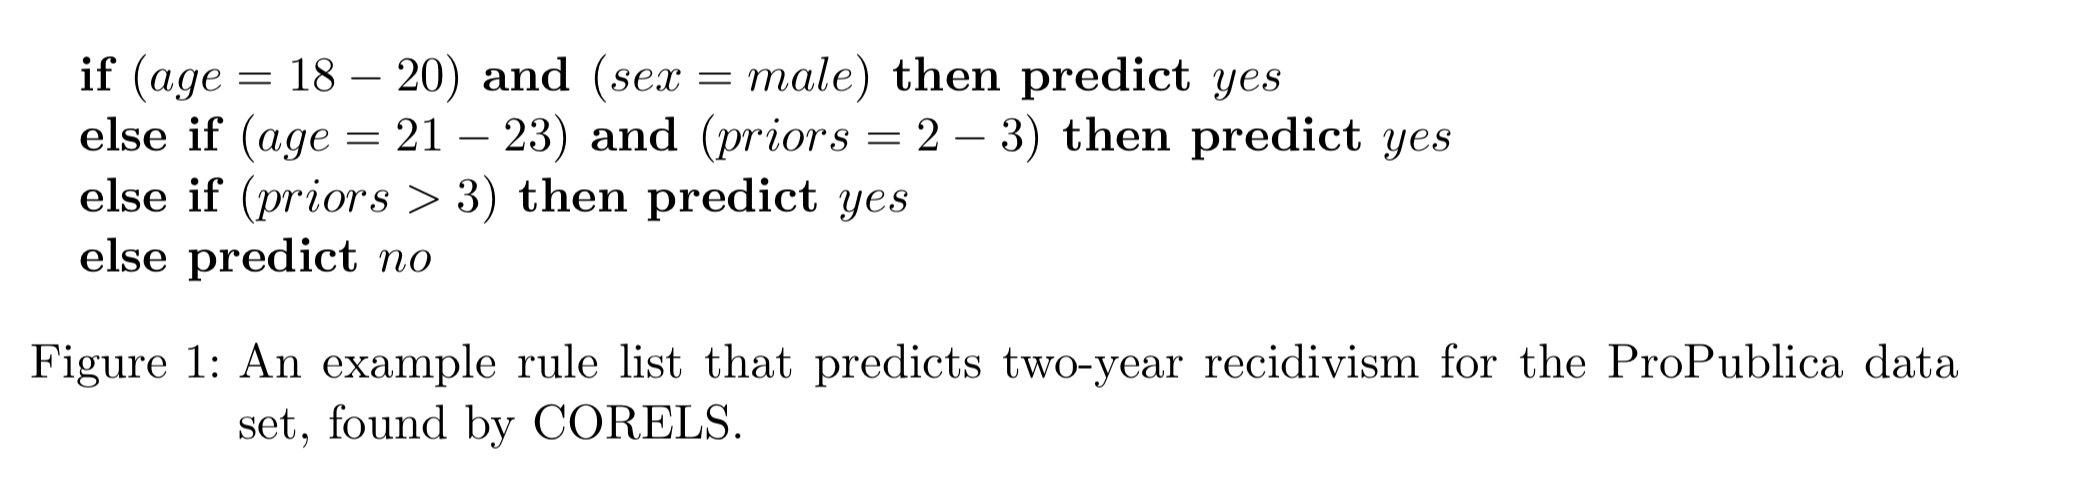 if (age = 18 − 20) and (sex = male) then predict yes
else if (age = 21 − 23) and (priors = 2 − 3) then predict yes
else if (priors > 3) then predict yes
else predict no
Figure 1: An example rule list that predicts two-year recidivism for the ProPublica data
set, found by CORELS.